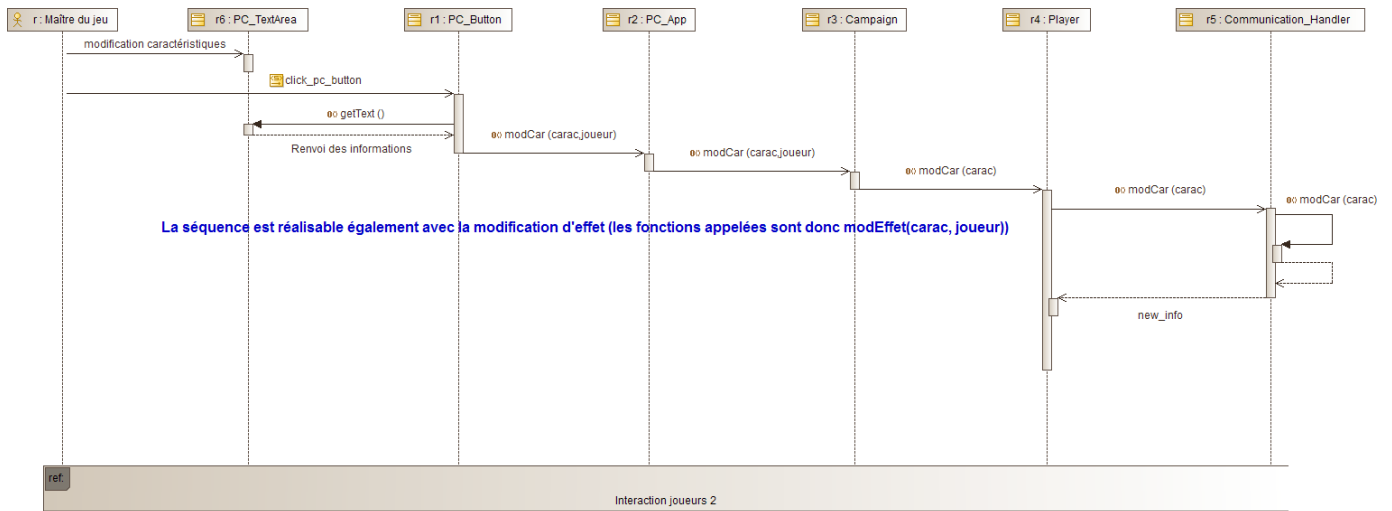 r : Maître du jeu
r6 : PC_TextArea
r1 : PC_Button
r2 : PC_App
r3 : Campaign
r4 : Player
r5 : Communication_Handler
modification caractéristiques
click_pc_button
getText ()
Renvoi des informations
modCar (carac,joueur)
modCar (carac,joueur)
modCar (carac)
modCar (carac)
modCar (carac)
La séquence est réalisable également avec la modification d'effet (les fonctions appelées sont donc modEffet(carac, joueur))
new_info
ref:
Interaction joueurs 2